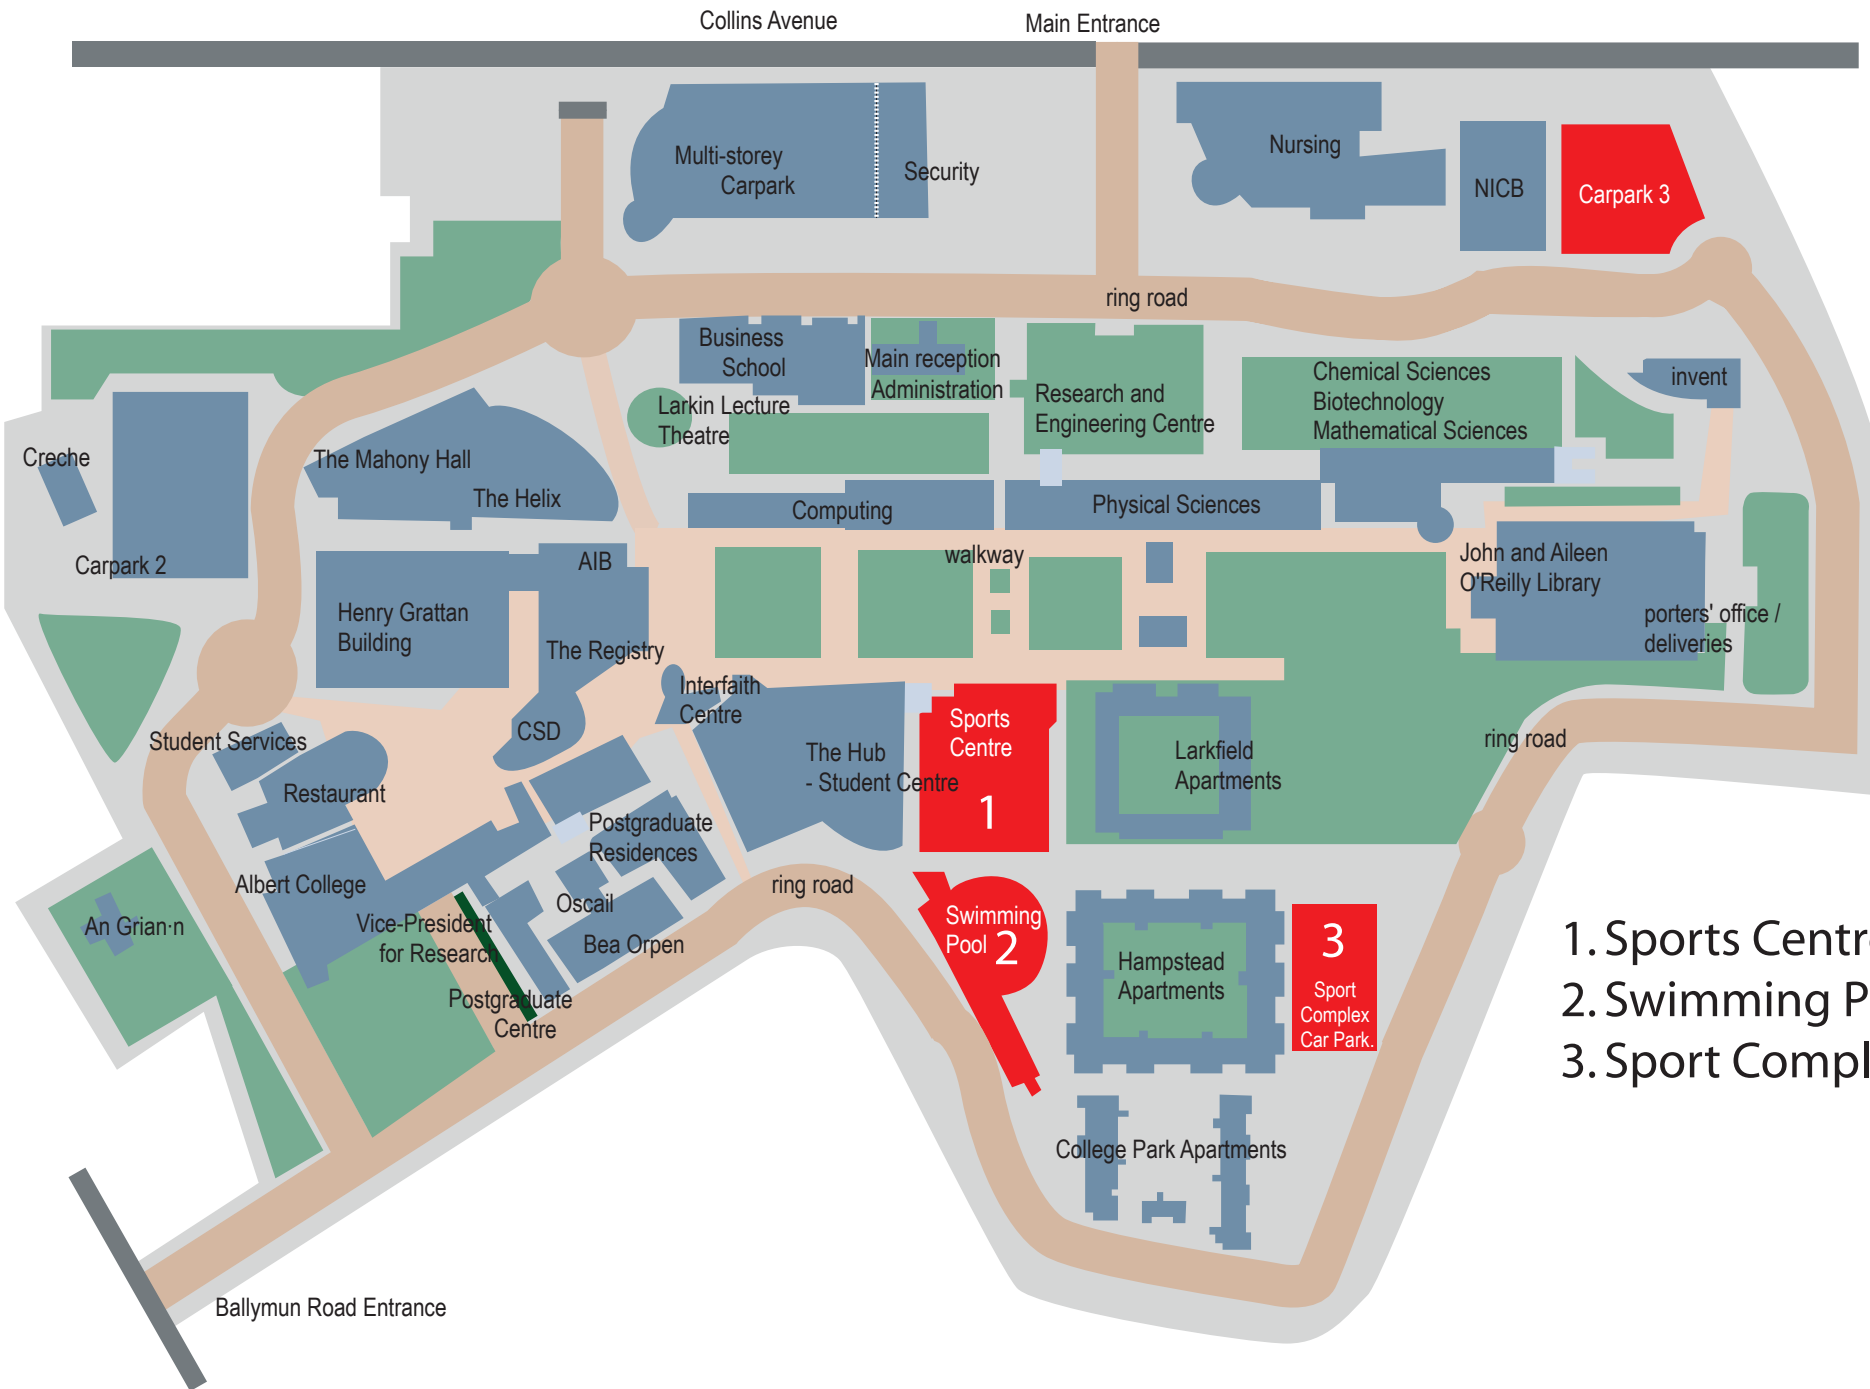 Collins Avenue
Main Entrance
Multi-storey
Carpark
Security
Nursing
NICB
Carpark 3
ring road
Business
School
Main reception
Administration
Larkin Lecture
Theatre
Research and
Engineering Centre
Chemical Sciences
Biotechnology
Mathematical Sciences
invent
Creche
Carpark 2
The Mahony Hall
The Helix
Computing
Physical Sciences
walkway
John and Aileen
O'Reilly Library
porters' office /
deliveries
AIB
Henry Grattan
Building
The Registry
Interfaith
Centre
CSD
Student Services
Restaurant
The Hub
- Student Centre
Sports
Centre
1
Larkfield
Apartments
ring road
Postgraduate
Residences
Albert College
ring road
Oscail
An Grian·n
Vice-President
for Research
Bea Orpen
Postgraduate
Centre
Swimming
Pool 2
Hampstead
Apartments
3
Sport
Complex
Car Park.
College Park Apartments
Ballymun Road Entrance
1. Sports Centr
2. Swimming P
3. Sport Compl